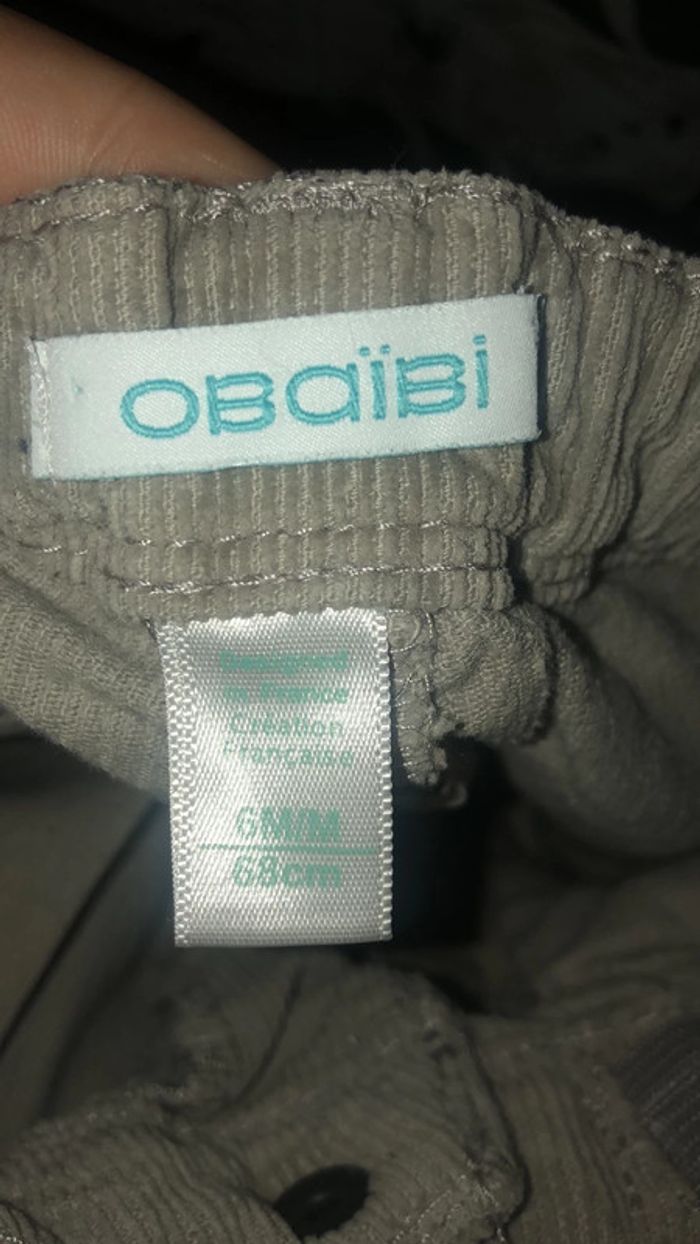 OBaïBi
Designed
in France
Création
Française
6M/M
68cm